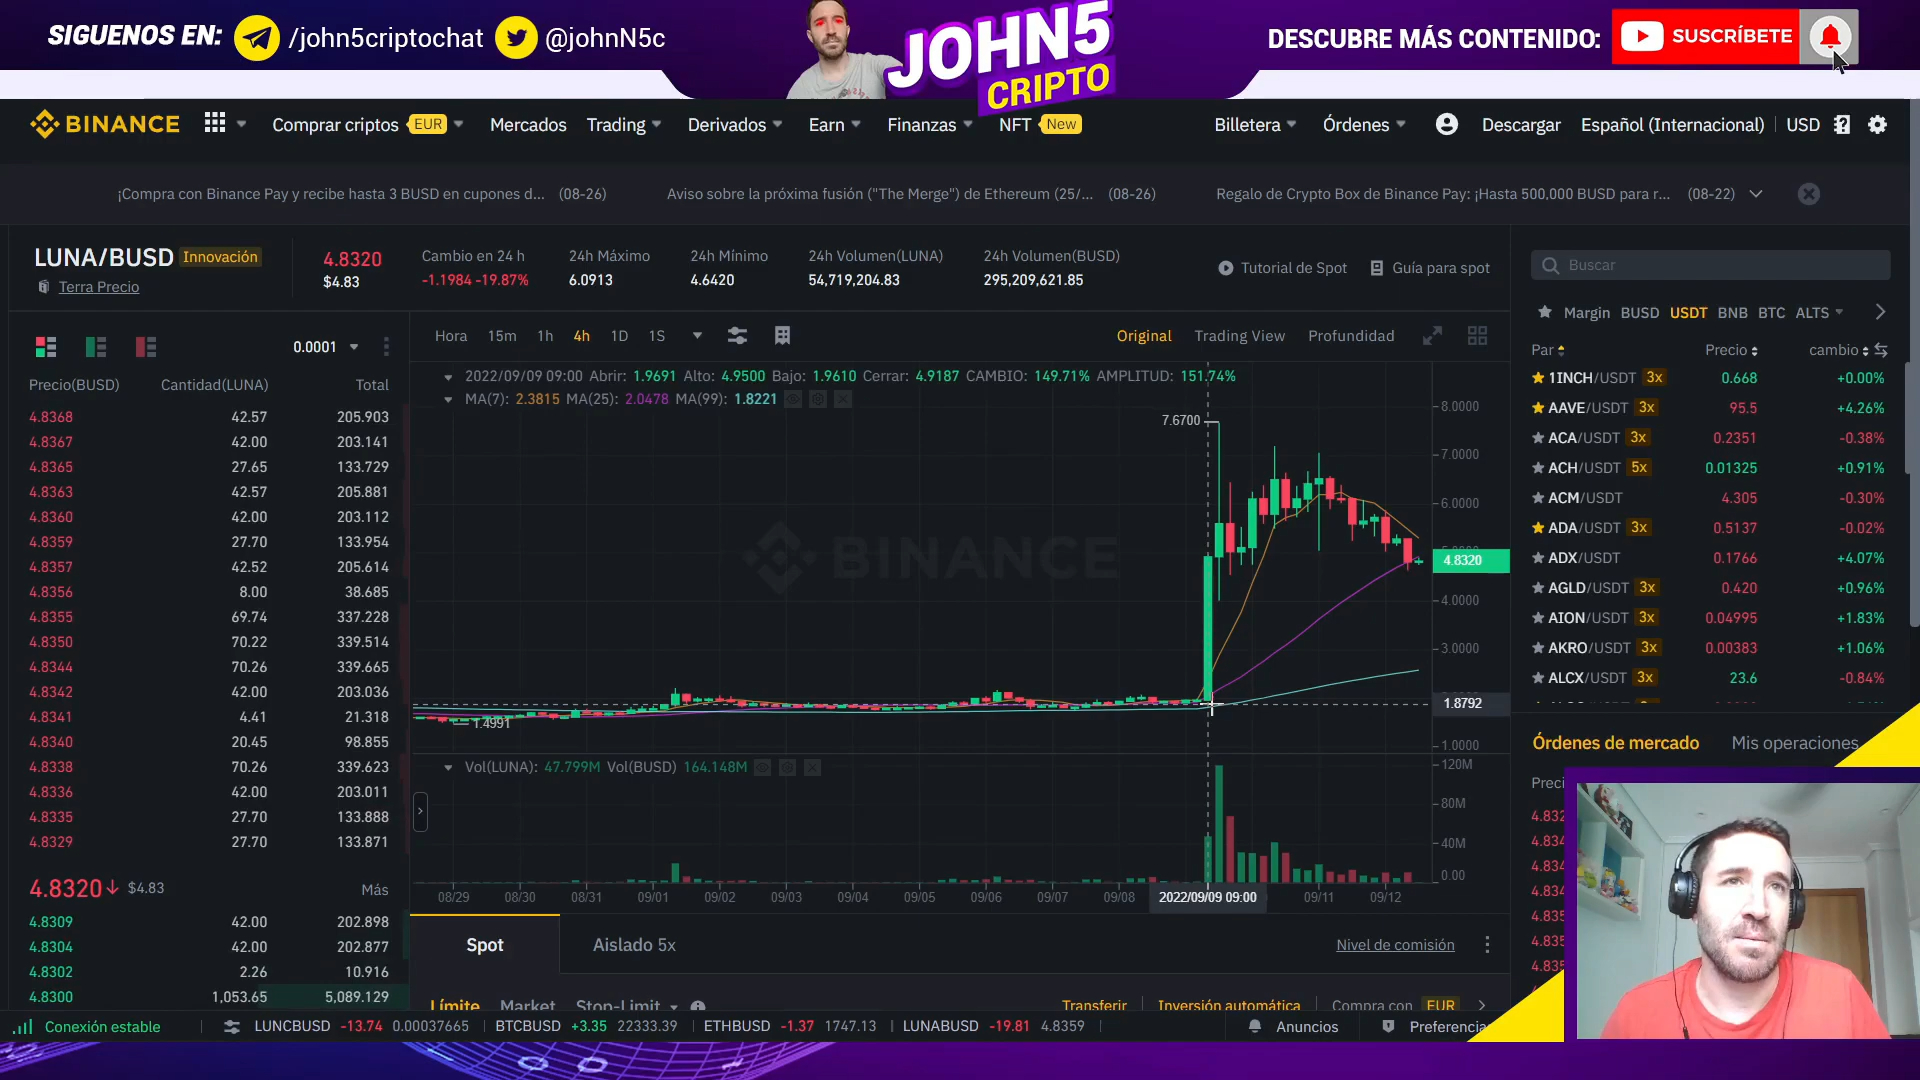 SIGUENOS EN: /john5criptochat @johnN5c
JOHN5
CRIPTO
DESCUBRE MÁS CONTENIDO: SUSCRÍBETE
BINANCE Comprar criptos EUR Mercados Trading Derivados Earn Finanzas NFT New Billetera Órdenes Descargar Español (Internacional) USD
¡Compra con Binance Pay y recibe hasta 3 BUSD en cupones d... (08-26) Aviso sobre la próxima fusión ("The Merge") de Ethereum (25/... (08-26) Regalo de Crypto Box de Binance Pay: ¡Hasta 500,000 BUSD para r... (08-22)
LUNA/BUSD Innovación
Terra Precio
4.8320
$4.83
Cambio en 24 h
-1.1984 -19.87%
24h Máximo
6.0913
24h Mínimo
4.6420
24h Volumen(LUNA)
54,719,204.83
24h Volumen(BUSD)
295,209,621.85
Tutorial de Spot Guía para spot
0.0001
Precio(BUSD) Cantidad(LUNA) Total
4.8368 42.57 205.903
4.8367 42.00 203.141
4.8365 27.65 133.729
4.8363 42.57 205.881
4.8360 42.00 203.112
4.8359 27.70 133.954
4.8357 42.52 205.614
4.8356 8.00 38.685
4.8355 69.74 337.228
4.8350 70.22 339.514
4.8344 70.26 339.665
4.8342 42.00 203.036
4.8341 4.41 21.318
4.8340 20.45 98.855
4.8338 70.26 339.623
4.8336 42.00 203.011
4.8335 27.70 133.888
4.8329 27.70 133.871
4.8320 $4.83 Más
4.8309 42.00 202.898
4.8304 42.00 202.877
4.8302 2.26 10.916
4.8300 1,053.65 5,089.129
Hora 15m 1h 4h 1D 1S Original Trading View Profundidad
2022/09/09 09:00 Abrir: 1.9691 Alto: 4.9500 Bajo: 1.9610 Cerrar: 4.9187 CAMBIO: 149.71% AMPLITUD: 151.74%
MA(7): 2.3815 MA(25): 2.0478 MA(99): 1.8221
7.6700
BINANCE
1.4991
8.0000
7.0000
6.0000
4.8320
4.0000
3.0000
1.8792
1.0000
Vol(LUNA): 47.799M Vol(BUSD) 164.148M
120M
80M
40M
0.00
08/29 08/30 08/31 09/01 09/02 09/03 09/04 09/05 09/06 09/07 09/08 2022/09/09 09:00 09/11 09/12
Spot Aislado 5x Nivel de comisión
Límite Market Stop-Limit Transferir Inversión automática Compra con EUR
Buscar
Margin BUSD USDT BNB BTC ALTS
Par Precio cambio
1INCH/USDT 3x 0.668 +0.00%
AAVE/USDT 3x 95.5 +4.26%
ACA/USDT 3x 0.2351 -0.38%
ACH/USDT 5x 0.01325 +0.91%
ACM/USDT 4.305 -0.30%
ADA/USDT 3x 0.5137 -0.02%
ADX/USDT 0.1766 +4.07%
AGLD/USDT 3x 0.420 +0.96%
AION/USDT 3x 0.04995 +1.83%
AKRO/USDT 3x 0.00383 +1.06%
ALCX/USDT 3x 23.6 -0.84%
Órdenes de mercado Mis operaciones
Preci
4.832
4.834
4.834
4.834
4.835
4.835
4.835
Conexión estable LUNCBUSD -13.74 0.00037665 BTCBUSD +3.35 22333.39 ETHBUSD -1.37 1747.13 LUNABUSD -19.81 4.8359 Anuncios Preferencia